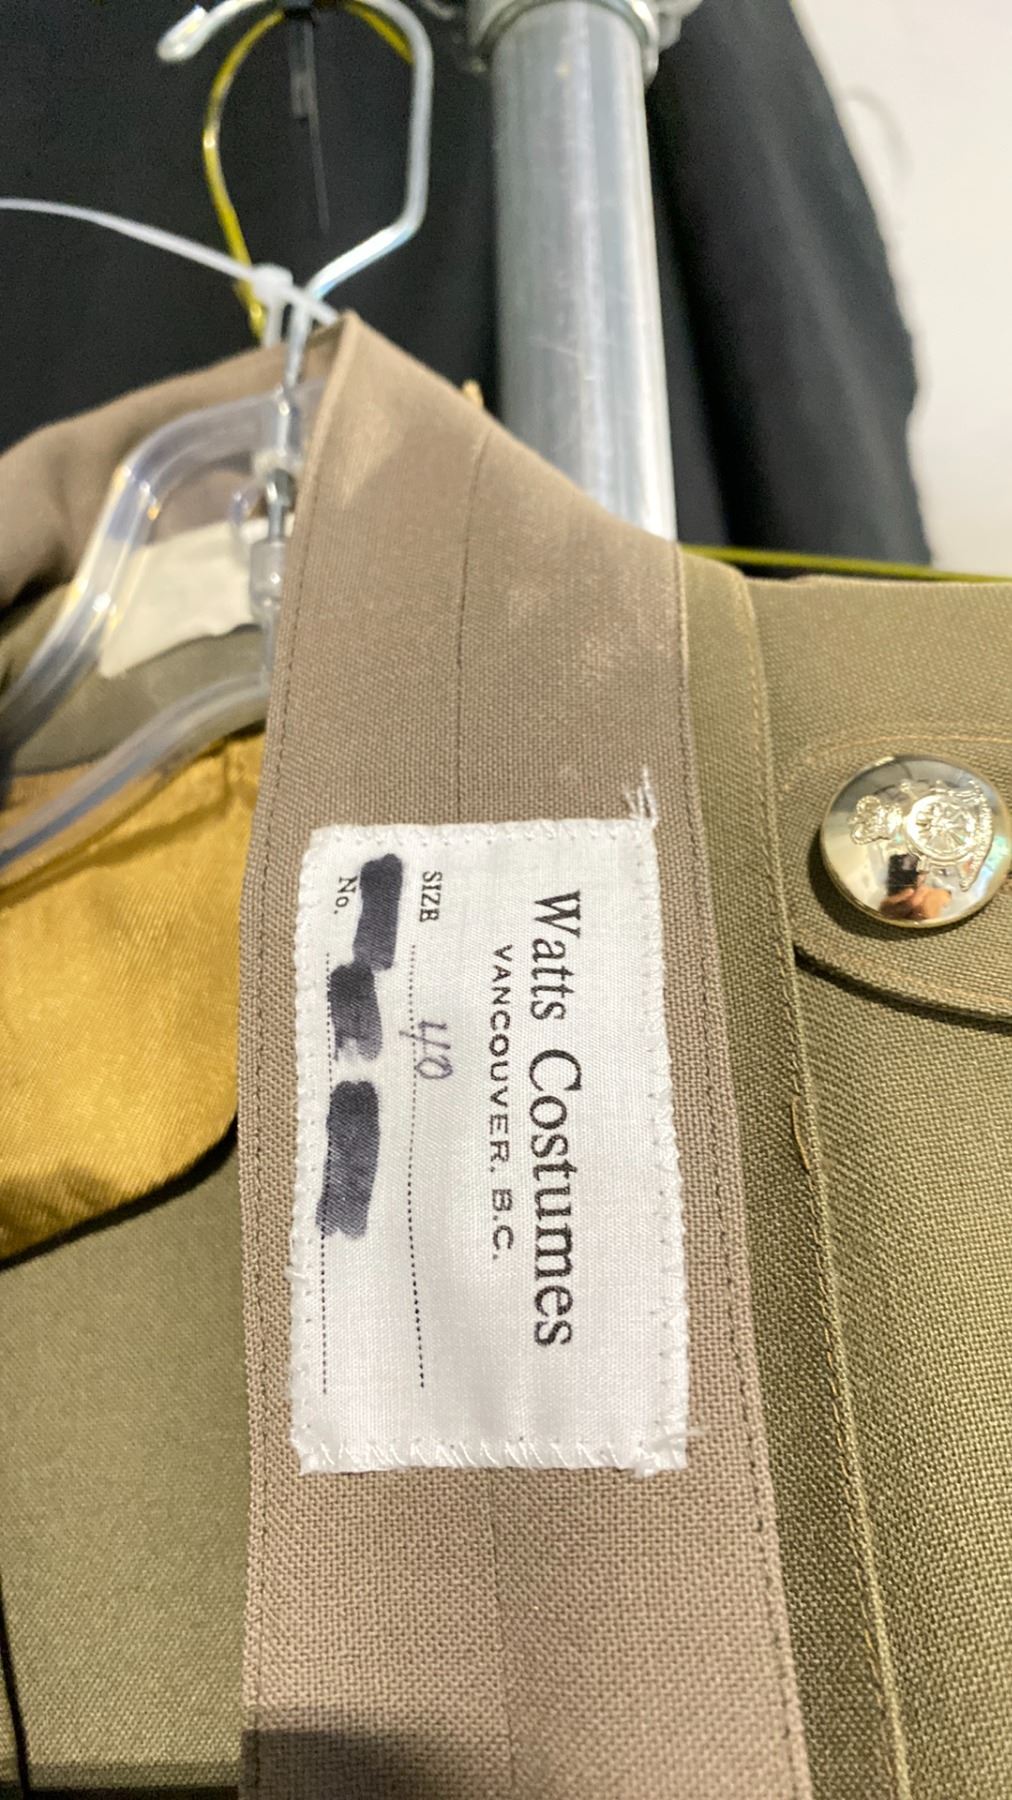 Watts Costumes
VANCOUVER, B.C.
SIZE 40
No.